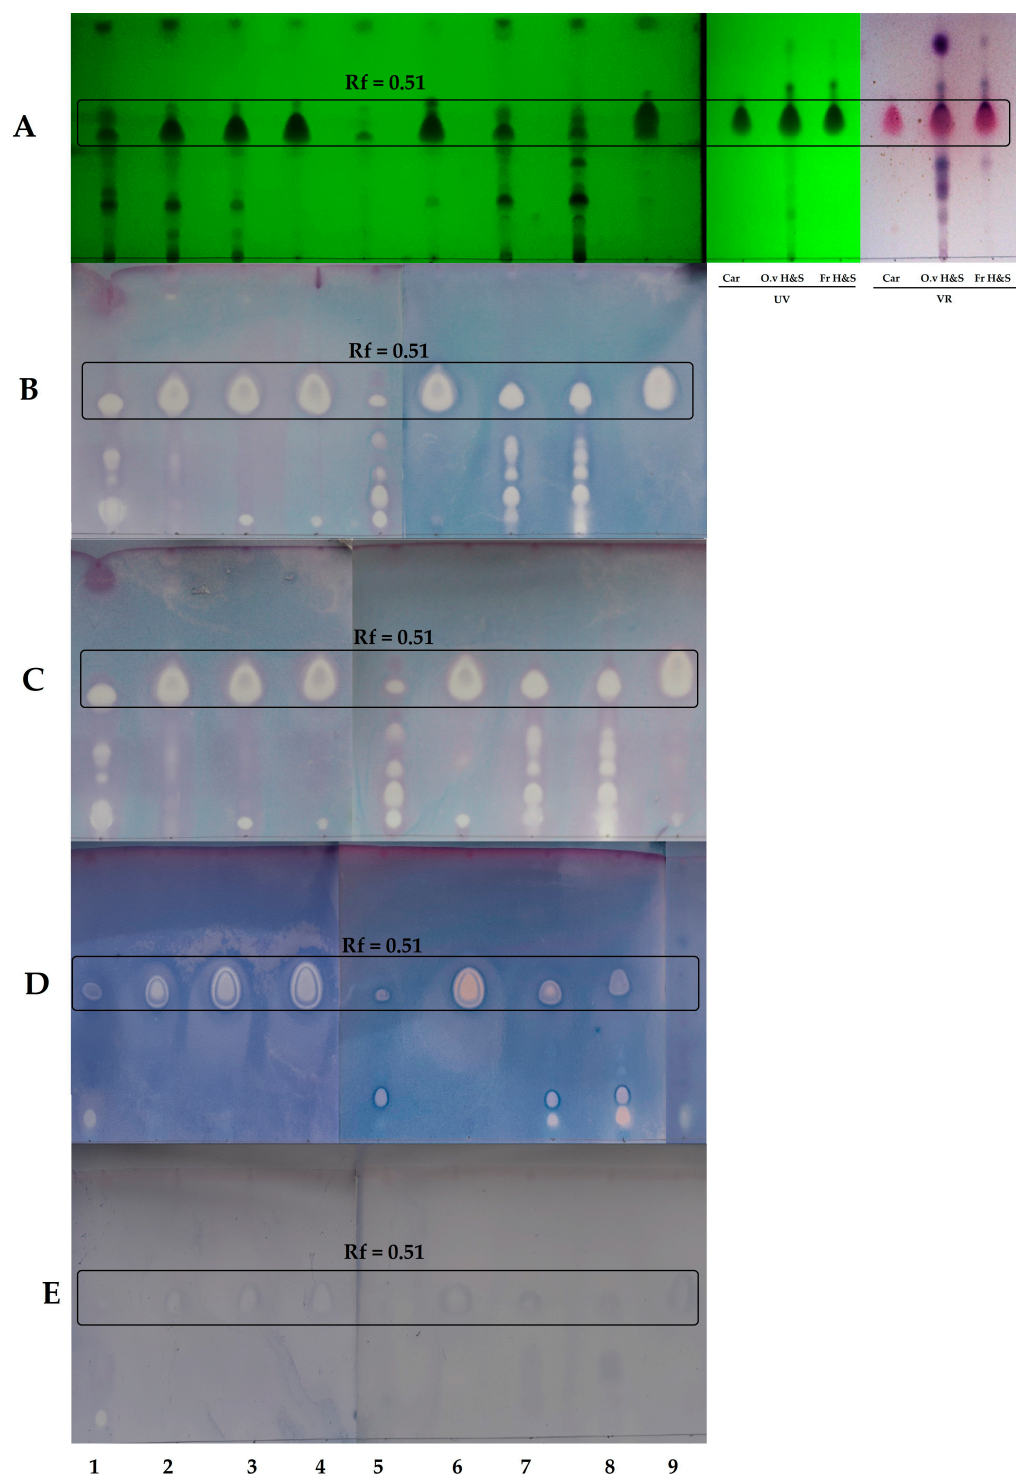 Rf = 0.51
A
Car O.v H&S Fr H&S Car O.v H&S Fr H&S
UV VR
Rf = 0.51
B
Rf = 0.51
C
Rf = 0.51
D
Rf = 0.51
E
1 2 3 4 5 6 7 8 9